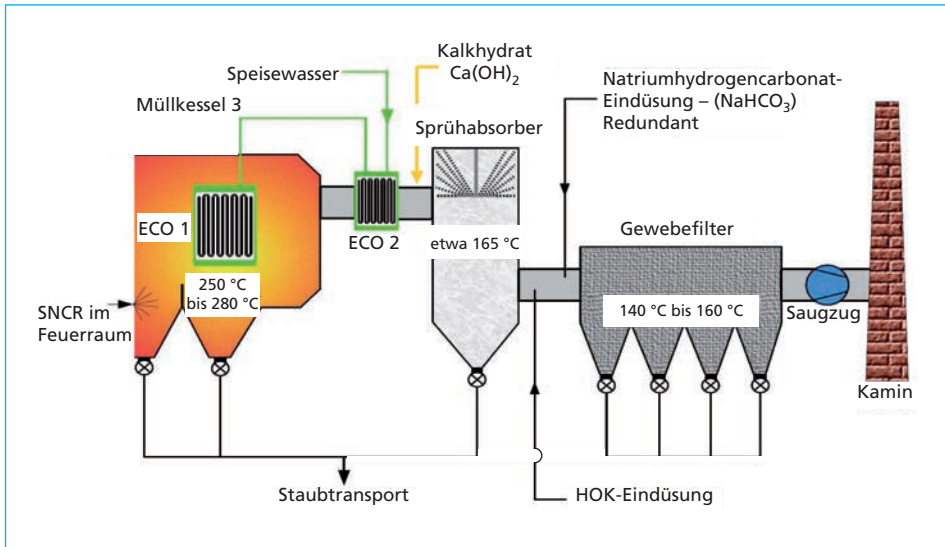 Kalkhydrat
Ca(OH)2
Speisewasser
Müllkessel 3
Sprühabsorber
Natriumhydrogencarbonat-
Eindüsung – (NaHCO3)
Redundant
ECO 1
ECO 2
etwa 165 °C
Gewebefilter
250 °C
bis 280 °C
SNCR im
Feuerraum
140 °C bis 160 °C
Saugzug
Kamin
Staubtransport
HOK-Eindüsung